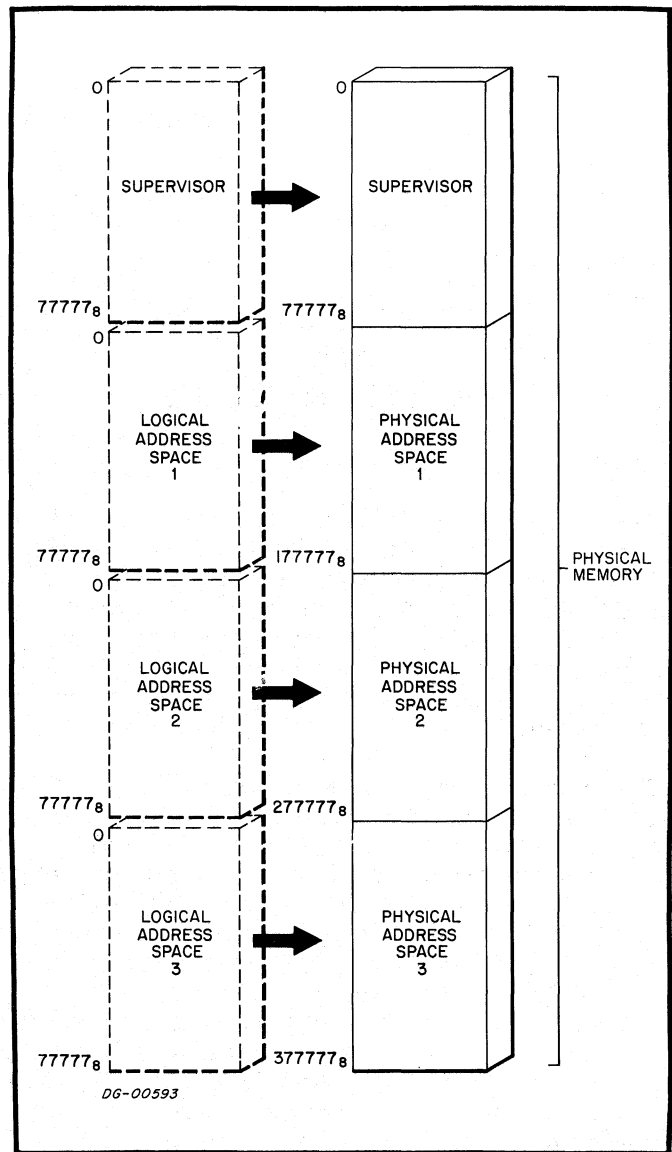 0
0
SUPERVISOR
SUPERVISOR
77777₈
77777₈
0
LOGICAL
ADDRESS
SPACE
1
PHYSICAL
ADDRESS
SPACE
1
77777₈
177777₈
PHYSICAL
MEMORY
0
LOGICAL
ADDRESS
SPACE
2
PHYSICAL
ADDRESS
SPACE
2
77777₈
277777₈
0
LOGICAL
ADDRESS
SPACE
3
PHYSICAL
ADDRESS
SPACE
3
77777₈
377777₈
DG-00593